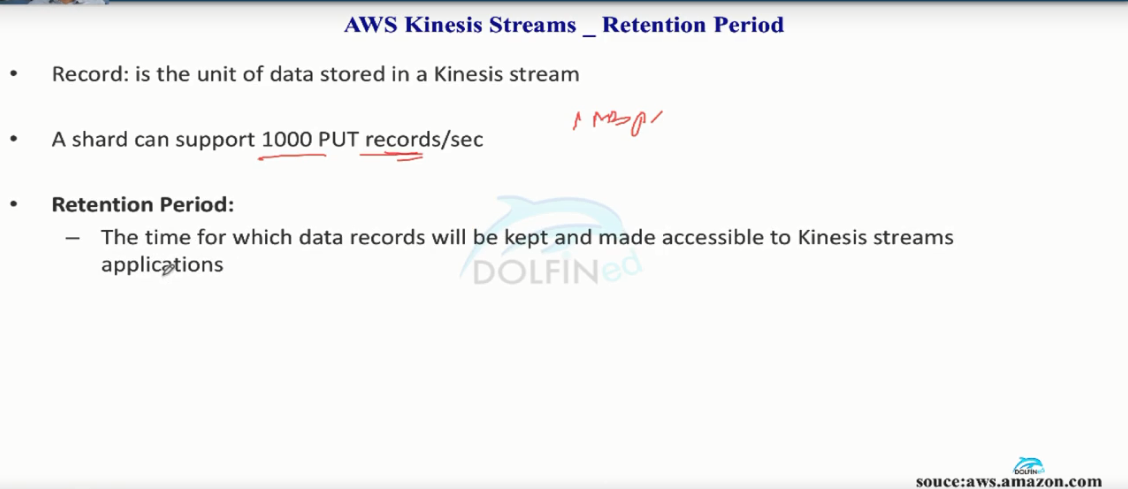 AWS Kinesis Streams _ Retention Period
• Record: is the unit of data stored in a Kinesis stream
• A shard can support 1000 PUT records/sec
• Retention Period:
– The time for which data records will be kept and made accessible to Kinesis streams
applications
DOLFINed
DOLFINed
souce:aws.amazon.com